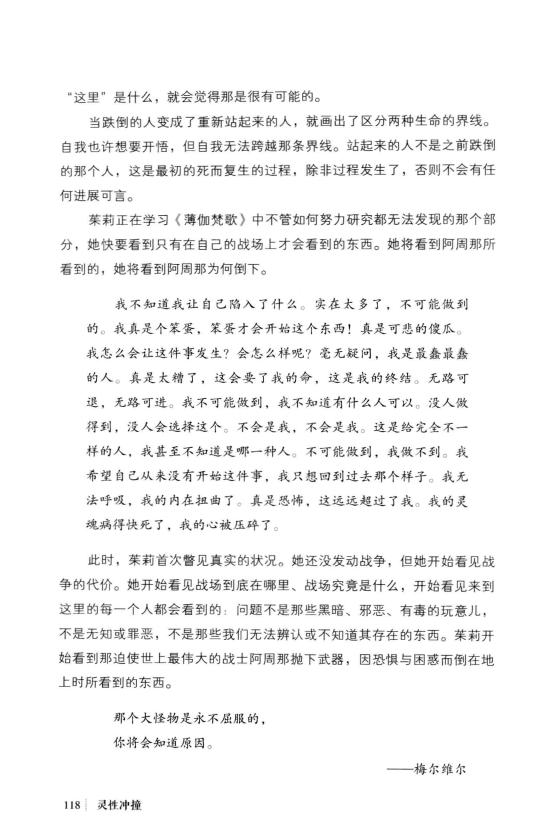 “这里”是什么，就会觉得那是很有可能的。
当跌倒的人变成了重新站起来的人，就画出了区分两种生命的界线。
自我也许想要开悟，但自我无法跨越那条界线。站起来的人不是之前跌倒
的那个人，这是最初的死而复生的过程，除非过程发生了，否则不会有任
何进展可言。
茱莉正在学习《薄伽梵歌》中不管如何努力研究都无法发现的那个部
分，她快要看到只有在自己的战场上才会看到的东西。她将看到阿周那所
看到的，她将看到阿周那为何倒下。
我不知道我让自己陷入了什么。实在太多了，不可能做到
的。我真是个笨蛋，笨蛋才会开始这个东西！真是可悲的傻瓜。
我怎么会让这件事发生？会怎么样呢？毫无疑问，我是最蠢最蠢
的人。真是太糟了，这会要了我的命，这是我的终结。无路可
退，无路可进。我不可能做到，我不知道有什么人可以。没人做
得到，没人会选择这个。不会是我，不会是我。这是给完全不一
样的人，我甚至不知道是哪一种人。不可能做到，我做不到。我
希望自己从来没有开始这件事，我只想回到过去那个样子。我无
法呼吸，我的内在扭曲了。真是恐怖，这远远超过了我。我的灵
魂病得快死了，我的心被压碎了。
此时，茱莉首次瞥见真实的状况。她还没发动战争，但她开始看见战
争的代价。她开始看见战场到底在哪里、战场究竟是什么，开始看见来到
这里的每一个人都会看到的：问题不是那些黑暗、邪恶、有毒的玩意儿，
不是无知或罪恶，不是那些我们无法辨认或不知道其存在的东西。茱莉开
始看到那迫使世上最伟大的战士阿周那抛下武器，因恐惧与困惑而倒在地
上时所看到的东西。
那个大怪物是永不屈服的，
你将会知道原因。
——梅尔维尔
118 灵性冲撞